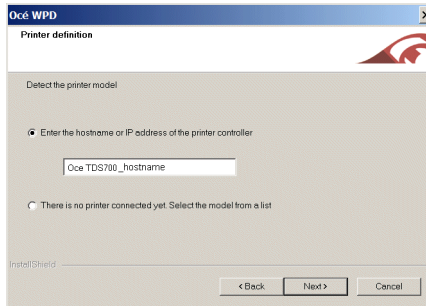 Océ WPD
Printer definition
Detect the printer model
Enter the hostname or IP address of the printer controller
Oce TDS700_hostname
There is no printer connected yet. Select the model from a list
InstallShield
< Back
Next >
Cancel